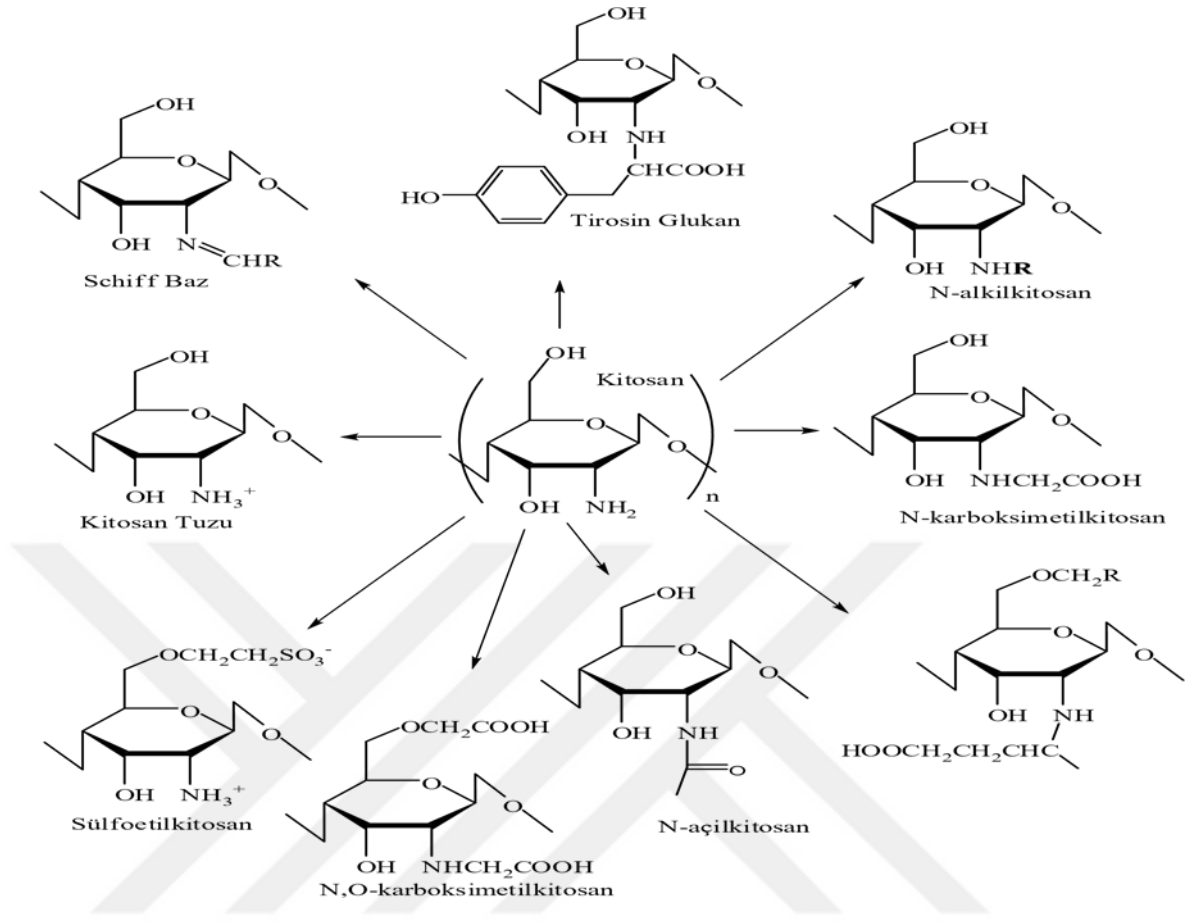 OH
O
O
OH NH
CHCOOH
HO
Tirosin Glukan
OH
O
O
OH N
CHR
Schiff Baz
OH
O
O
OH NHR
N-alkilkitosan
OH
O
O
OH NH₃⁺
Kitosan Tuzu
OH
Kitosan
O
O
OH NH₂
n
OH
O
O
OH NHCH₂COOH
N-karboksimetilkitosan
OCH₂CH₂SO₃⁻
O
O
OH NH₃⁺
Sülfoetilkitosan
OCH₂COOH
O
O
OH NHCH₂COOH
N,O-karboksimetilkitosan
OH
O
O
OH NH
O
N-açilkitosan
OCH₂R
O
O
OH NH
HOOCH₂CH₂CHC